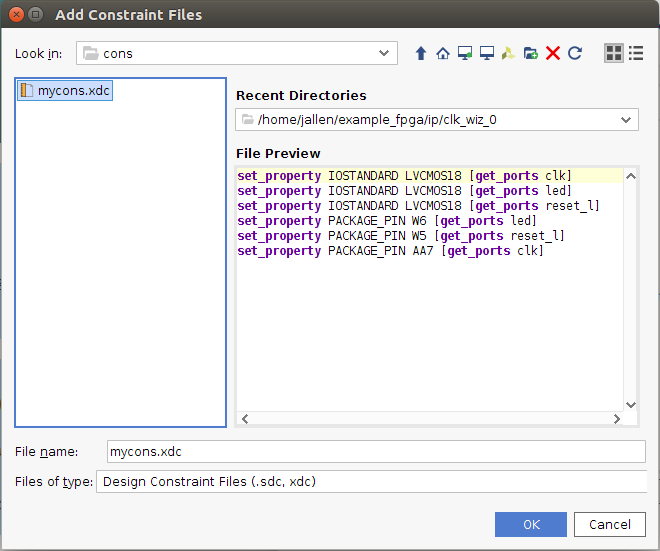 Add Constraint Files
Look in: cons
mycons.xdc
Recent Directories
/home/jallen/example_fpga/ip/clk_wiz_0
File Preview
set_property IOSTANDARD LVCMOS18 [get_ports clk]
set_property IOSTANDARD LVCMOS18 [get_ports led]
set_property IOSTANDARD LVCMOS18 [get_ports reset_l]
set_property PACKAGE_PIN W6 [get_ports led]
set_property PACKAGE_PIN W5 [get_ports reset_l]
set_property PACKAGE_PIN AA7 [get_ports clk]
File name: mycons.xdc
Files of type: Design Constraint Files (.sdc, xdc)
OK Cancel